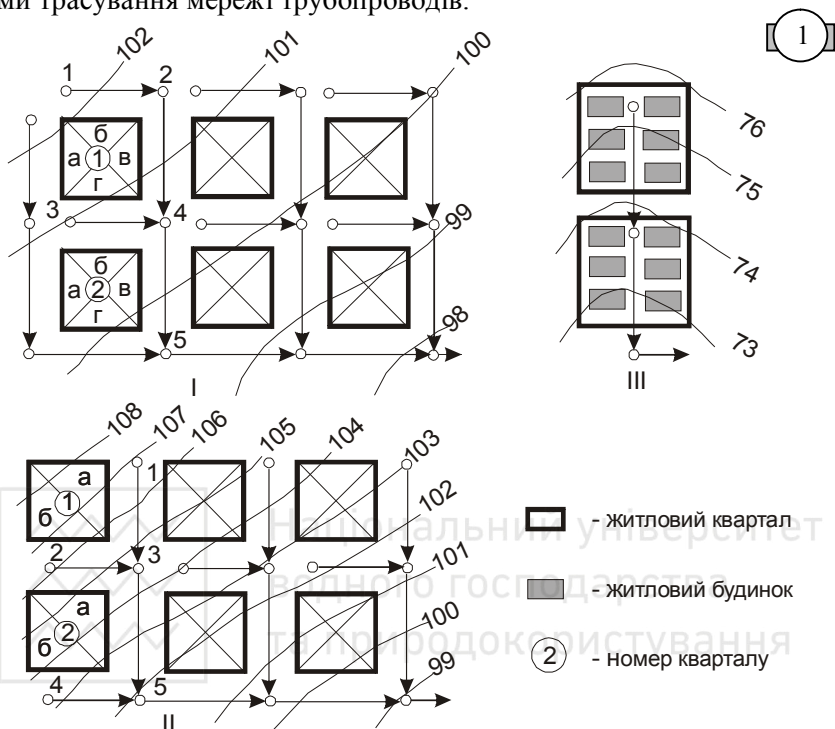 ми трасування мережі трубопроводів.
1
102 101 100
1 2
б
а 1 в
г
3 4
99
б
а 2 в
г
98
5
I
76
75
74
73
III
108 107 106 105 104 103
а 1
б 1
102
2 3
101
а
б 2
100
99
4 5
II
Національний університет
водного господарства
та природокористування
- житловий квартал
- житловий будинок
2 - номер кварталу